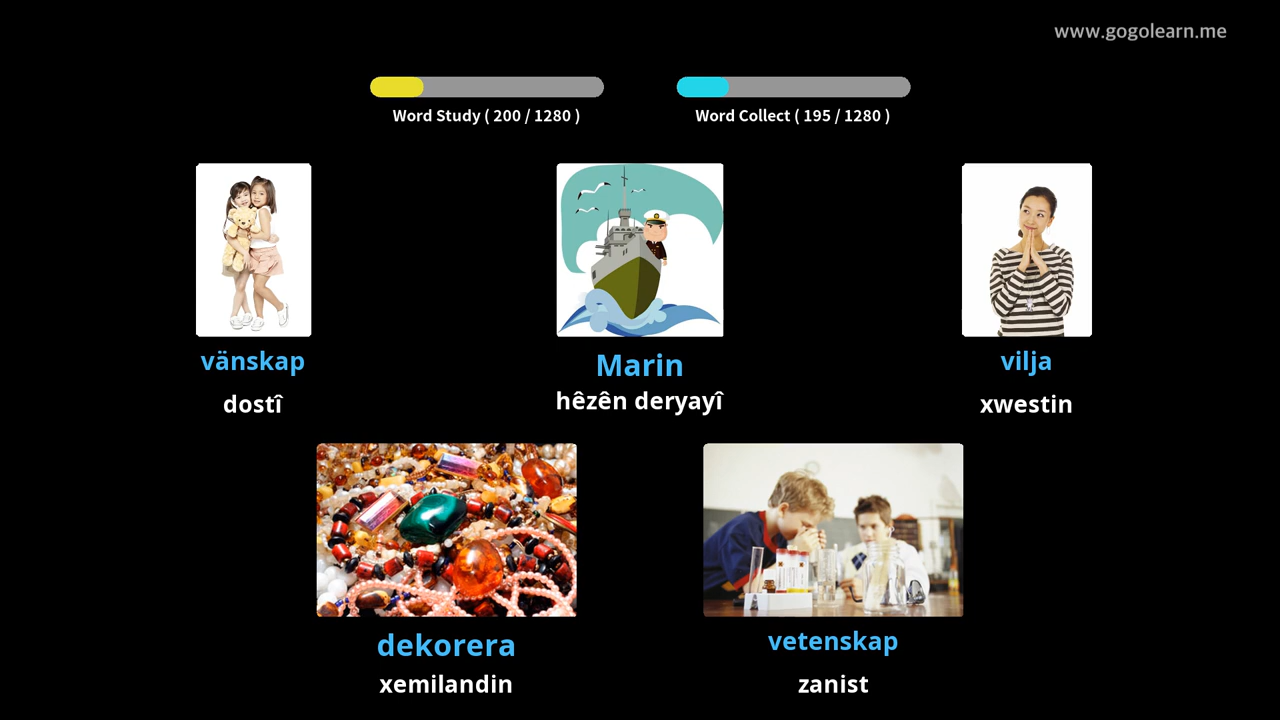 www.gogolearn.me
Word Study ( 200 / 1280 )
Word Collect ( 195 / 1280 )
vänskap
dostî
Marin
hêzên deryayî
vilja
xwestin
dekorera
xemilandin
vetenskap
zanist